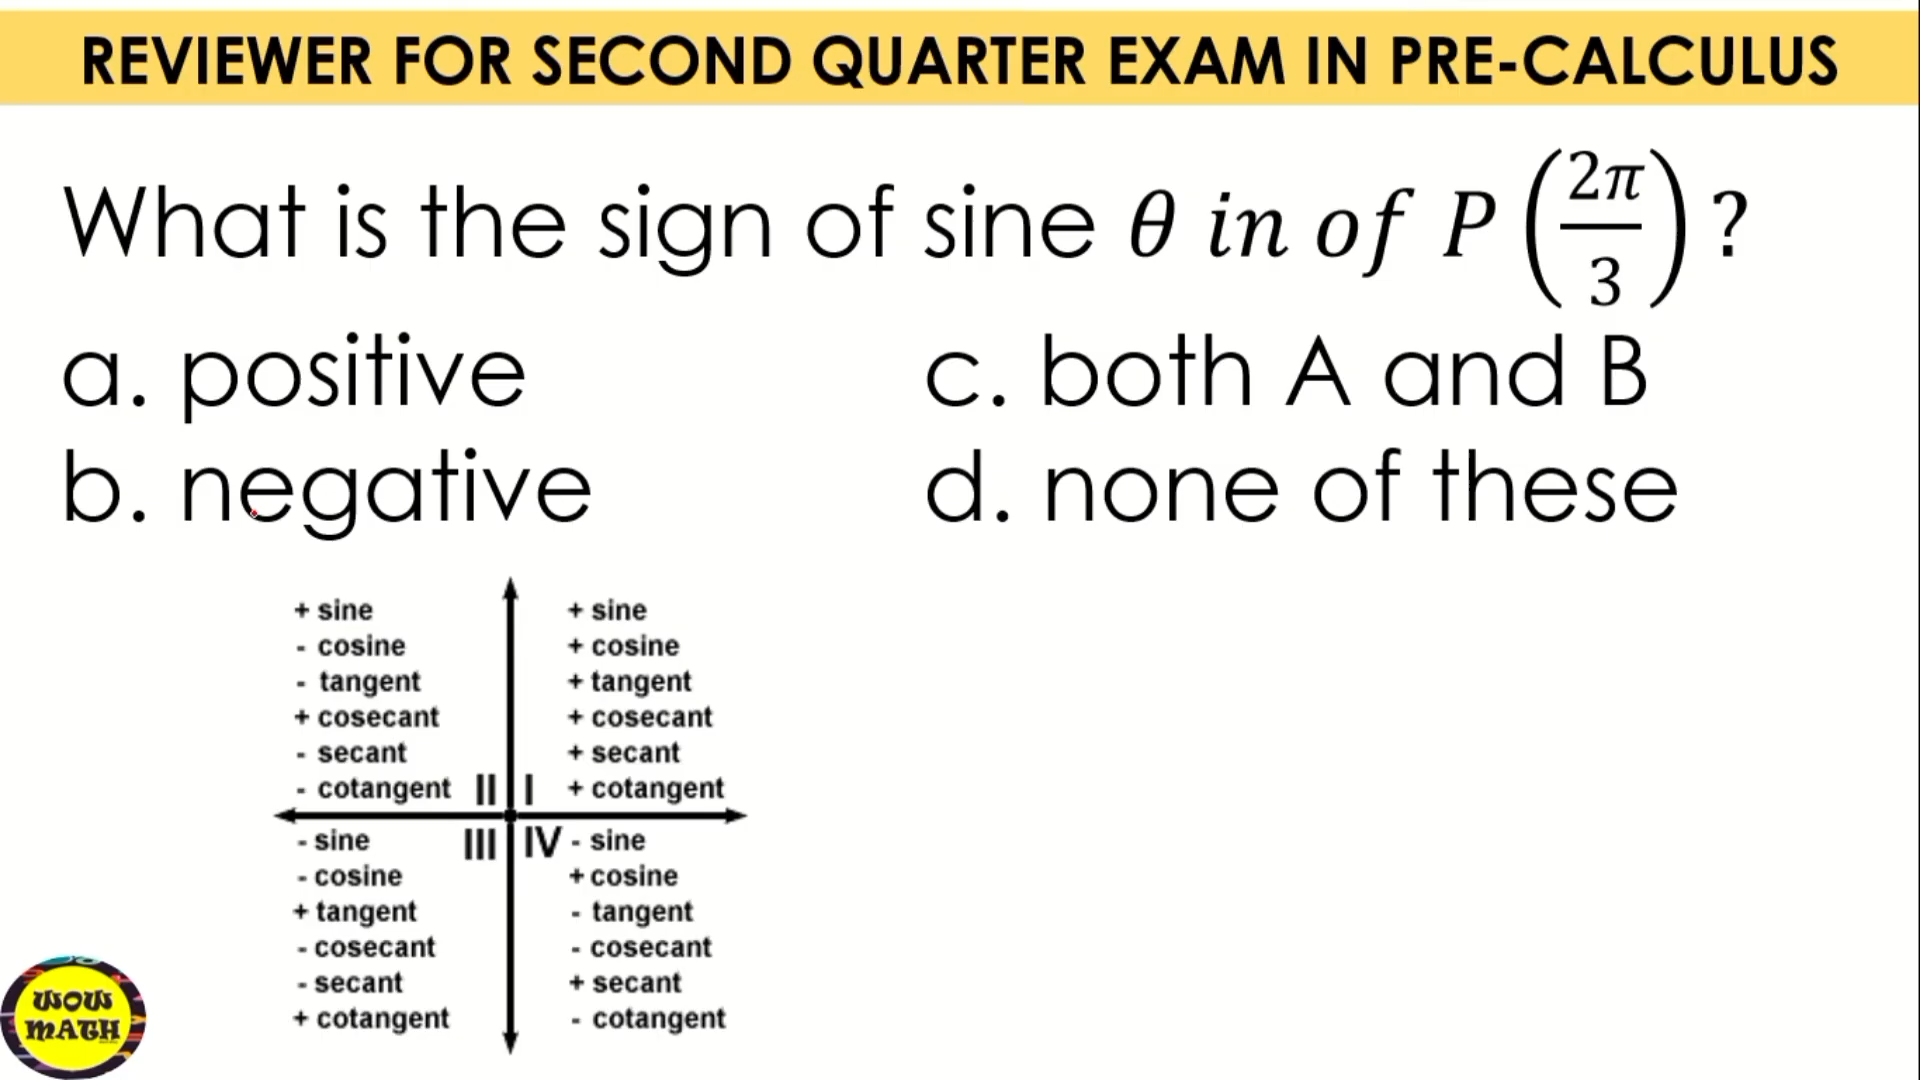 REVIEWER FOR SECOND QUARTER EXAM IN PRE-CALCULUS
What is the sign of sine θ in of P (2π/3) ?
a. positive
c. both A and B
b. negative
d. none of these
+ sine
- cosine
- tangent
+ cosecant
- secant
- cotangent
II
I
+ sine
+ cosine
+ tangent
+ cosecant
+ secant
+ cotangent
- sine
- cosine
+ tangent
- cosecant
- secant
+ cotangent
III
IV
- sine
+ cosine
- tangent
- cosecant
+ secant
- cotangent
WOW
MATH